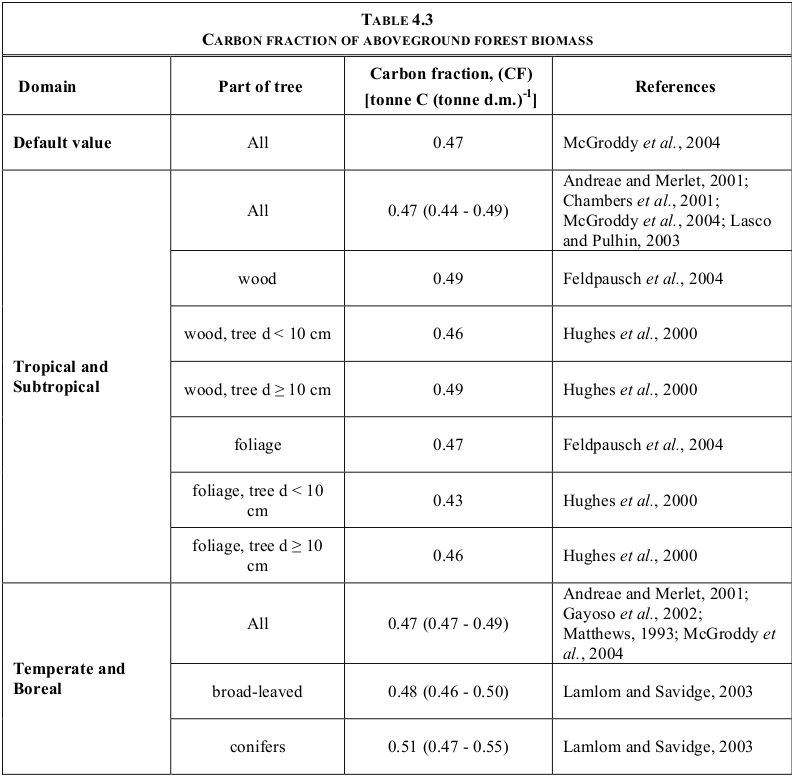 TABLE 4.3
CARBON FRACTION OF ABOVEGROUND FOREST BIOMASS
Domain Part of tree Carbon fraction, (CF) [tonne C (tonne d.m.)-1] References
Default value All 0.47 McGroddy et al., 2004
Tropical and Subtropical
All 0.47 (0.44 - 0.49)
Andreae and Merlet, 2001;
Chambers et al., 2001;
McGroddy et al., 2004; Lasco
and Pulhin, 2003
wood 0.49 Feldpausch et al., 2004
wood, tree d < 10 cm 0.46 Hughes et al., 2000
wood, tree d ≥ 10 cm 0.49 Hughes et al., 2000
foliage 0.47 Feldpausch et al., 2004
foliage, tree d < 10 cm 0.43 Hughes et al., 2000
foliage, tree d ≥ 10 cm 0.46 Hughes et al., 2000
Temperate and Boreal
All 0.47 (0.47 - 0.49)
Andreae and Merlet, 2001;
Gayoso et al., 2002;
Matthews, 1993; McGroddy et
al., 2004
broad-leaved 0.48 (0.46 - 0.50) Lamlom and Savidge, 2003
conifers 0.51 (0.47 - 0.55) Lamlom and Savidge, 2003